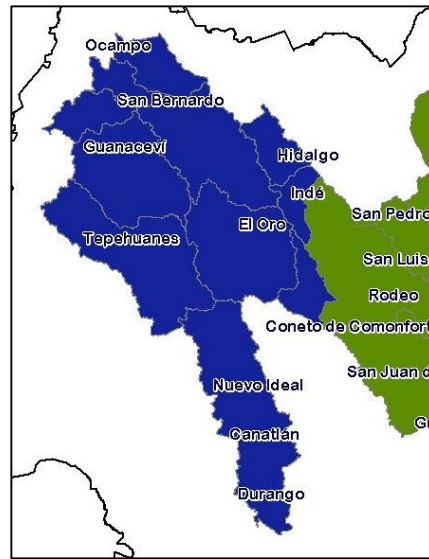 Ocampo
San Bernardo
Guanaceví
Hidalgo
Indé
San Pedro
El Oro
Tepehuanes
San Luis
Rodeo
Coneto de Comonfort
San Juan d
Nuevo Ideal
Gu
Canatlán
Durango